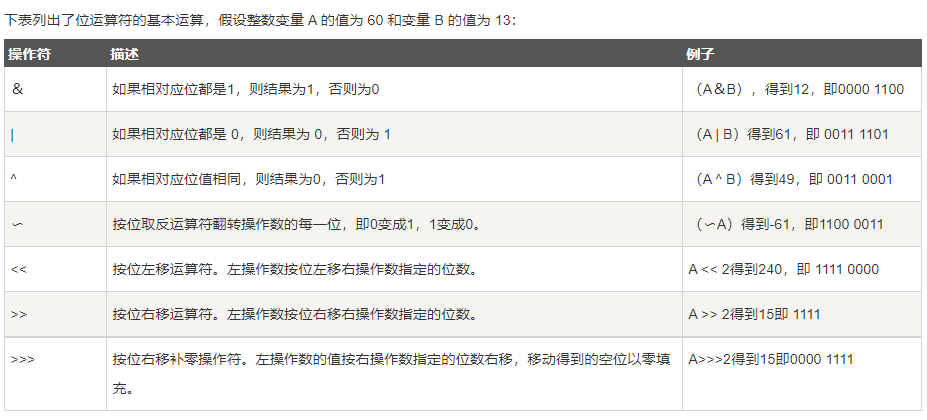 下表列出了位运算符的基本运算，假设整数变量 A 的值为 60 和变量 B 的值为 13：
操作符 描述 例子
＆ 如果相对应位都是1，则结果为1，否则为0 （A＆B），得到12，即0000 1100
| 如果相对应位都是 0，则结果为 0，否则为 1 （A | B）得到61，即 0011 1101
^ 如果相对应位值相同，则结果为0，否则为1 （A ^ B）得到49，即 0011 0001
〜 按位取反运算符翻转操作数的每一位，即0变成1，1变成0。 （〜A）得到-61，即1100 0011
<< 按位左移运算符。左操作数按位左移右操作数指定的位数。 A << 2得到240，即 1111 0000
>> 按位右移运算符。左操作数按位右移右操作数指定的位数。 A >> 2得到15即 1111
>>> 按位右移补零操作符。左操作数的值按右操作数指定的位数右移，移动得到的空位以零填 A>>>2得到15即0000 1111
充。